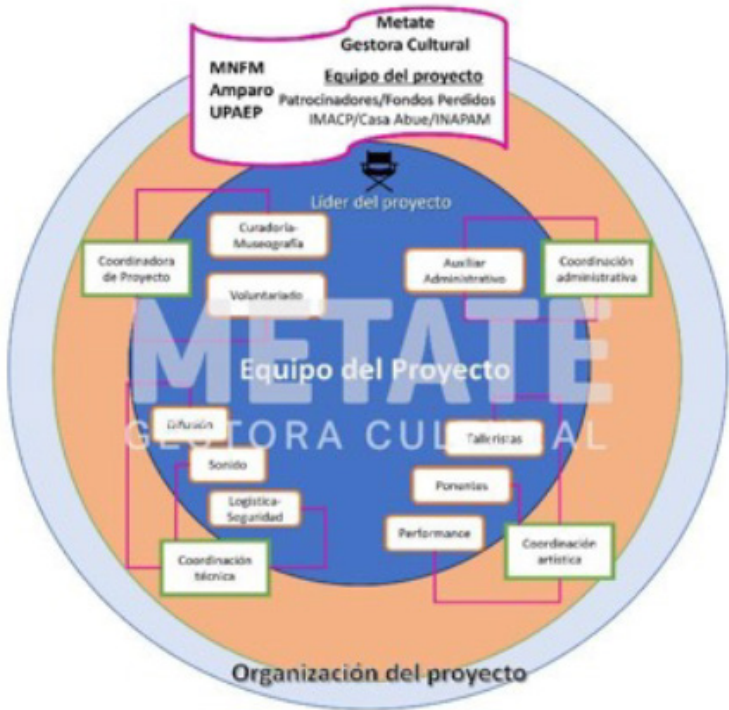 Metate
Gestora Cultural
MNFM
Amparo
UPAEP
Equipo del proyecto
Patrocinadores/Fondos Perdidos
IMACP/Casa Abue/INAPAM
Líder del proyecto
Curaduría-
Museografía
Coordinadora
de Proyecto
Voluntariado
Auxiliar
Administrativo
Coordinación
administrativa
METATE
GESTORA CULTURAL
Equipo del Proyecto
Difusión
Sonido
Logística-
Seguridad
Coordinación
técnica
Talleristas
Ponentes
Performance
Coordinación
artística
Organización del proyecto